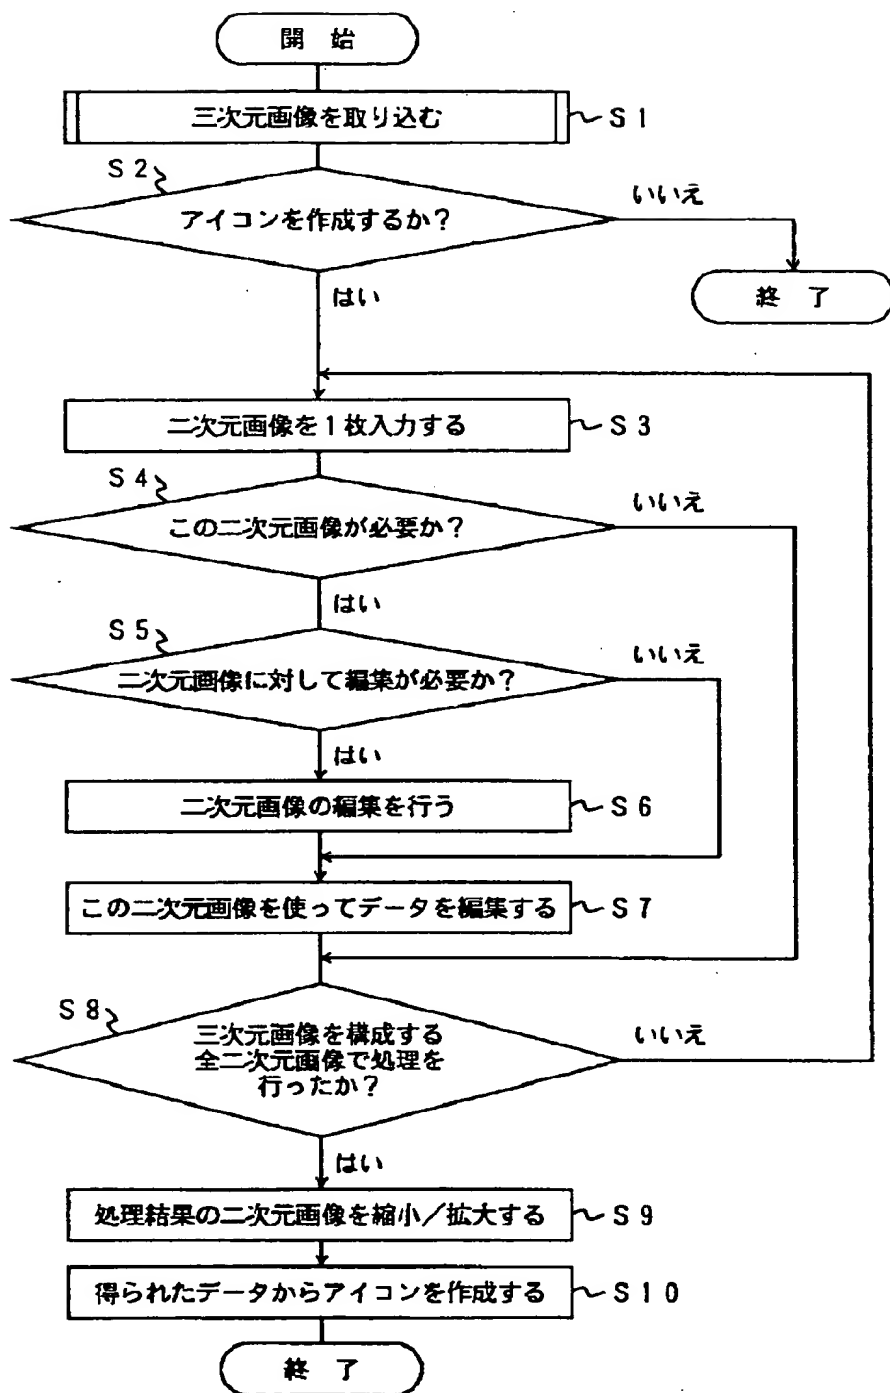 開 始
三次元画像を取り込む
S1
S2
アイコンを作成するか?
いいえ
終 了
はい
二次元画像を1枚入力する
S3
S4
この二次元画像が必要か?
いいえ
はい
S5
二次元画像に対して編集が必要か?
いいえ
はい
二次元画像の編集を行う
S6
この二次元画像を使ってデータを編集する
S7
S8
三次元画像を構成する
全二次元画像で処理を
行ったか?
いいえ
はい
処理結果の二次元画像を縮小/拡大する
S9
得られたデータからアイコンを作成する
S10
終 了